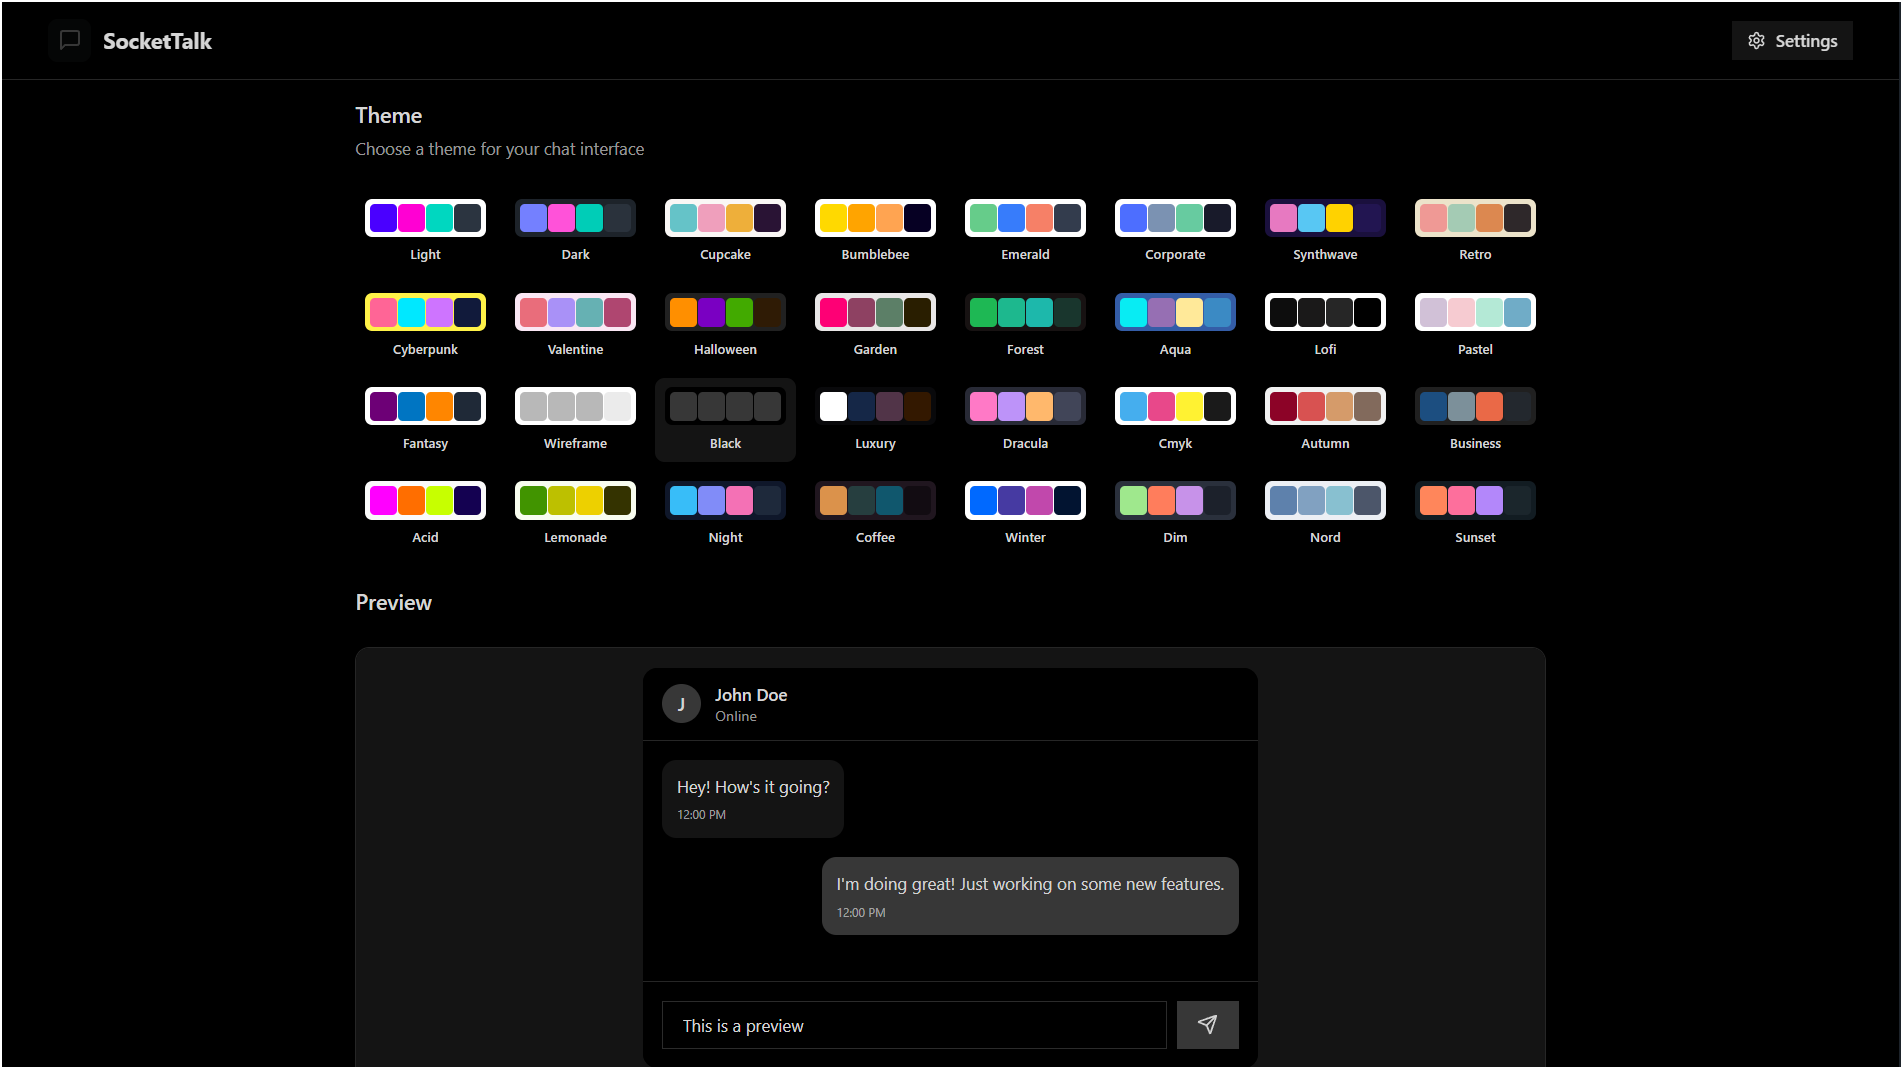 SocketTalk
Settings
Theme
Choose a theme for your chat interface
Light
Dark
Cupcake
Bumblebee
Emerald
Corporate
Synthwave
Retro
Cyberpunk
Valentine
Halloween
Garden
Forest
Aqua
Lofi
Pastel
Fantasy
Wireframe
Black
Luxury
Dracula
Cmyk
Autumn
Business
Acid
Lemonade
Night
Coffee
Winter
Dim
Nord
Sunset
Preview
J
John Doe
Online
Hey! How's it going?
12:00 PM
I'm doing great! Just working on some new features.
12:00 PM
This is a preview